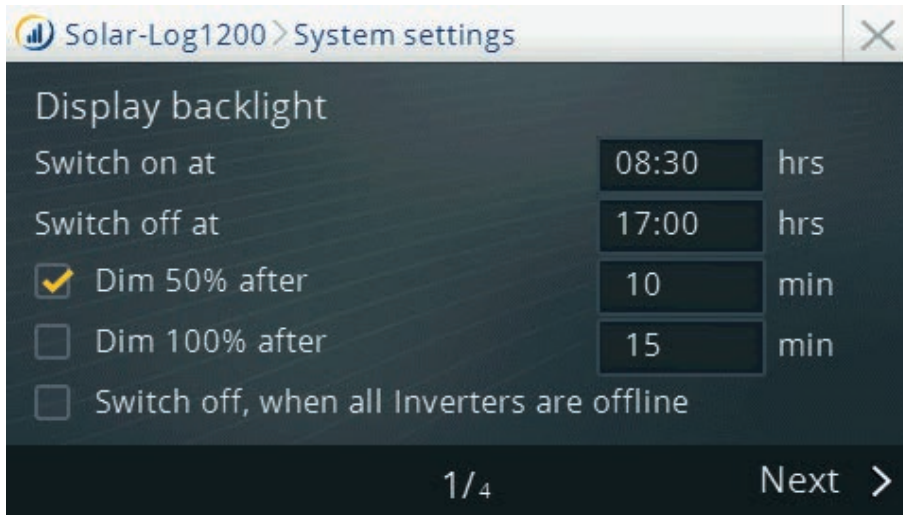 Solar-Log1200 > System settings
Display backlight
Switch on at 08:30 hrs
Switch off at 17:00 hrs
Dim 50% after 10 min
Dim 100% after 15 min
Switch off, when all Inverters are offline
1/4 Next >